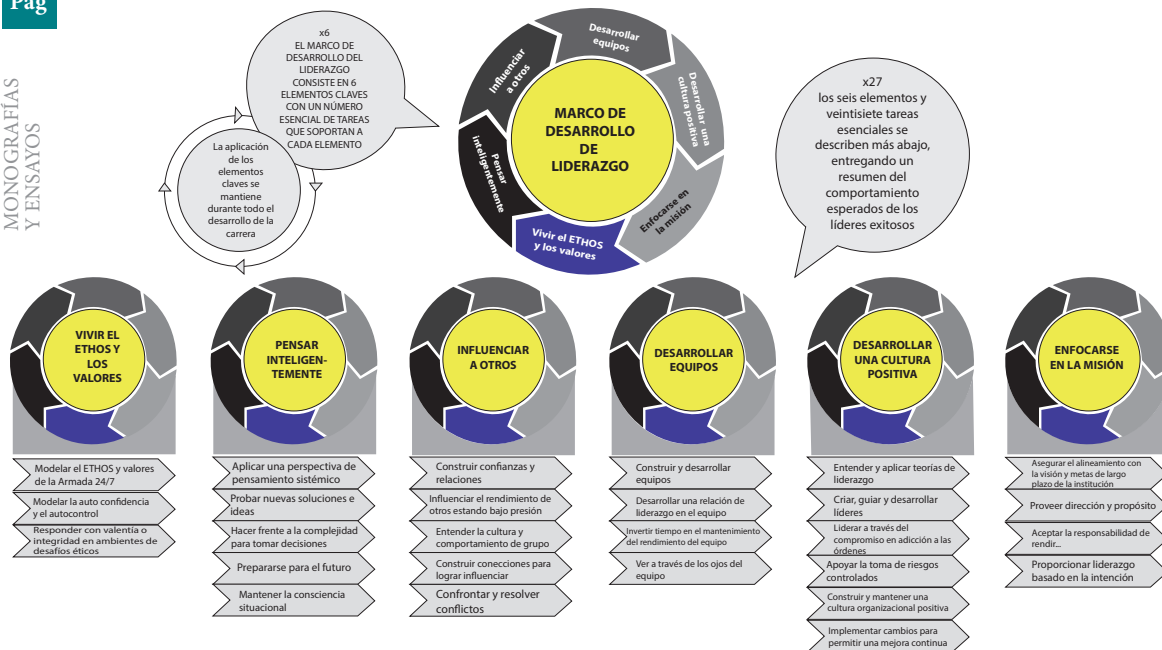 Pág
MONOGRAFÍAS
Y ENSAYOS
x6
EL MARCO DE
DESARROLLO DEL
LIDERAZGO
CONSISTE EN 6
ELEMENTOS CLAVES
CON UN NÚMERO
ESENCIAL DE TAREAS
QUE SOPORTAN A
CADA ELEMENTO
La aplicación
de los
elementos
claves se
mantiene
durante todo el
desarrollo de la
carrera
MARCO DE
DESARROLLO
DE
LIDERAZGO
Desarrollar
equipos
Desarrollar una
cultura positiva
Enfocarse en
la misión
Vivir el ETHOS
y los valores
Pensar
inteligentemente
Influenciar
a otros
x27
los seis elementos y
veintisiete tareas
esenciales se
describen más abajo,
entregando un
resumen del
comportamiento
esperados de los
líderes exitosos
VIVIR EL
ETHOS Y
LOS
VALORES
Modelar el ETHOS y valores
de la Armada 24/7
Modelar la auto confidencia
y el autocontrol
Responder con valentía o
integridad en ambientes de
desafíos éticos
PENSAR
INTELIGEN-
TEMENTE
Aplicar una perspectiva de
pensamiento sistémico
Probar nuevas soluciones e
ideas
Hacer frente a la complejidad
para tomar decisiones
Prepararse para el futuro
Mantener la consciencia
situacional
INFLUENCIAR
A OTROS
Construir confianzas y
relaciones
Influenciar el rendimiento de
otros estando bajo presión
Entender la cultura y
comportamiento de grupo
Construir conecciones para
lograr influenciar
Confrontar y resolver
conflictos
DESARROLLAR
EQUIPOS
Construir y desarrollar
equipos
Desarrollar una relación de
liderazgo en el equipo
Invertir tiempo en el mantenimiento
del rendimiento del equipo
Ver a través de los ojos del
equipo
DESARROLLAR
UNA CULTURA
POSITIVA
Entender y aplicar teorías de
liderazgo
Criar, guiar y desarrollar
líderes
Liderar a través del
compromiso en adicción a las
órdenes
Apoyar la toma de riesgos
controlados
Construir y mantener una
cultura organizacional positiva
Implementar cambios para
permitir una mejora continua
ENFOCARSE
EN LA MISIÓN
Asegurar el alineamiento con
la visión y metas de largo
plazo de la institución
Proveer dirección y propósito
Aceptar la responsabilidad de
rendir...
Proporcionar liderazgo
basado en la intención